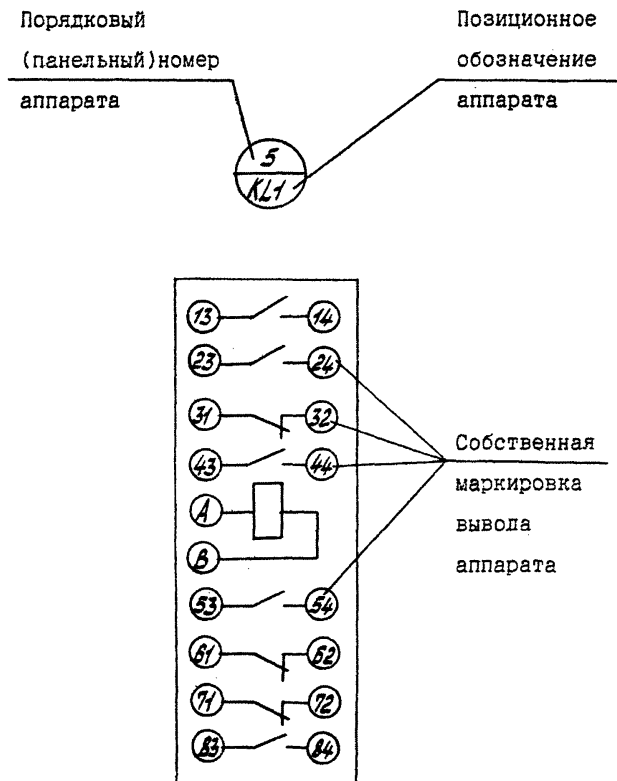 Порядковый
(панельный)номер
аппарата
Позиционное
обозначение
аппарата
5
KL1
13 14
23 24
31 32
43 44
A
B
53 54
61 62
71 72
83 84
Собственная
маркировка
вывода
аппарата